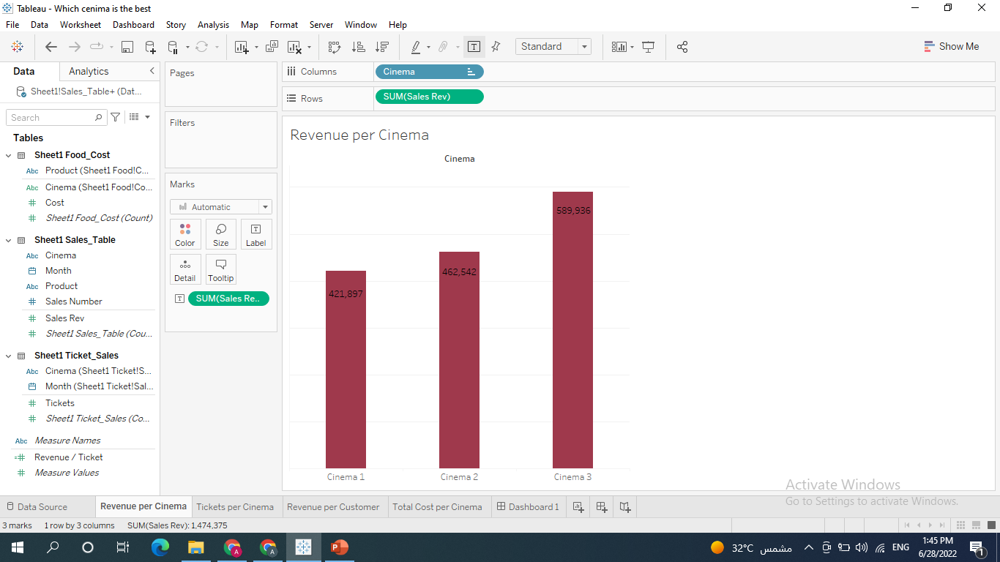 Tableau - Which cenima is the best
File Data Worksheet Dashboard Story Analysis Map Format Server Window Help
Standard
Show Me
Data Analytics
Sheet1!Sales_Table+ (Dat...
Search
Tables
Sheet1 Food_Cost
Abc Product (Sheet1 Food!C...
Abc Cinema (Sheet1 Food!Co...
# Cost
# Sheet1 Food_Cost (Count)
Sheet1 Sales_Table
Abc Cinema
Month
Abc Product
# Sales Number
# Sales Rev
# Sheet1 Sales_Table (Cou...
Sheet1 Ticket_Sales
Abc Cinema (Sheet1 Ticket!S...
Month (Sheet1 Ticket!Sal...
# Tickets
# Sheet1 Ticket_Sales (Co...
Abc Measure Names
=# Revenue / Ticket
# Measure Values
Pages
Filters
Marks
Automatic
Color Size Label
Detail Tooltip
T SUM(Sales Re..
Columns Cinema
Rows SUM(Sales Rev)
Revenue per Cinema
Cinema
589,936
462,542
421,897
Cinema 1 Cinema 2 Cinema 3
Activate Windows
Go to Settings to activate Windows.
Data Source Revenue per Cinema Tickets per Cinema Revenue per Customer Total Cost per Cinema Dashboard 1
3 marks 1 row by 3 columns SUM(Sales Rev): 1,474,375
32°C مشمس ENG 1:45 PM
6/28/2022
1